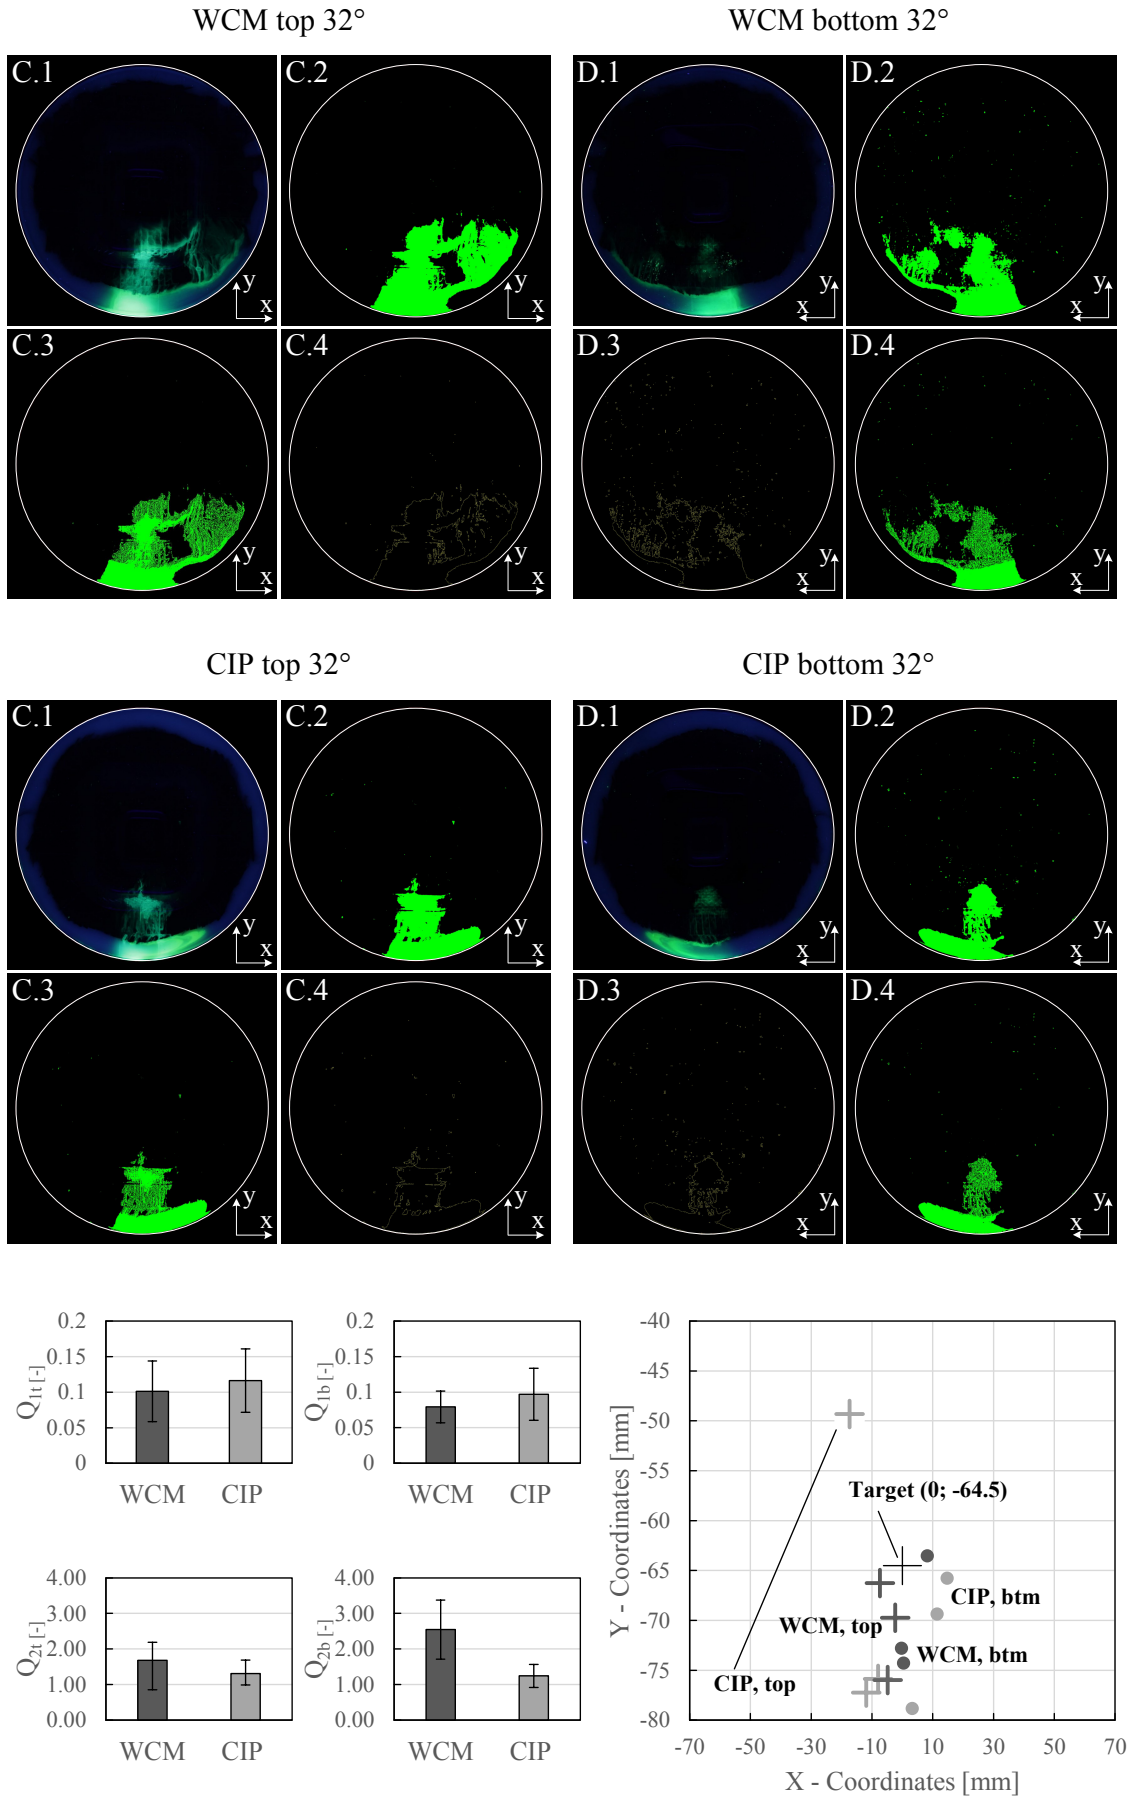 WCM top 32°
WCM bottom 32°
C.1
C.2
D.1
D.2
y
x
y
x
y
x
y
x
C.3
C.4
D.3
D.4
y
x
y
x
y
x
y
x
CIP top 32°
CIP bottom 32°
C.1
C.2
D.1
D.2
y
x
y
x
y
x
y
x
C.3
C.4
D.3
D.4
y
x
y
x
y
x
y
x
Q1t [-]
0.2
0.15
0.1
0.05
0
WCM CIP
Q1b [-]
0.2
0.15
0.1
0.05
0
WCM CIP
Q2t [-]
4.00
3.00
2.00
1.00
0.00
WCM CIP
Q2b [-]
4.00
3.00
2.00
1.00
0.00
WCM CIP
Y - Coordinates [mm]
-40
-45
-50
-55
-60
-65
-70
-75
-80
Target (0; -64.5)
CIP, btm
WCM, top
WCM, btm
CIP, top
-70 -50 -30 -10 10 30 50 70
X - Coordinates [mm]